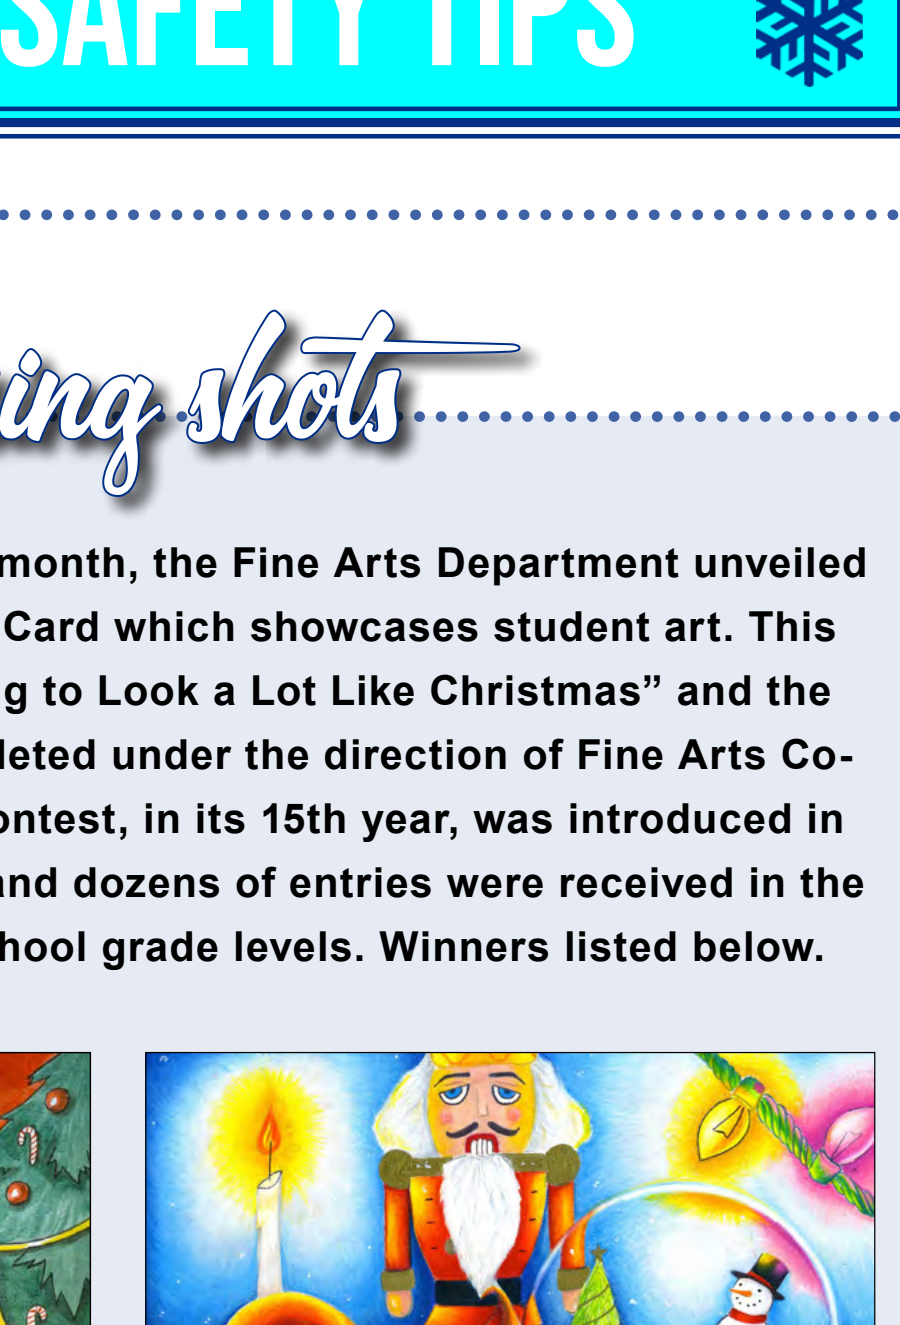 SAFETY TIPS
ing shots
month, the Fine Arts Department unveiled
Card which showcases student art. This
g to Look a Lot Like Christmas” and the
leted under the direction of Fine Arts Co-
ontest, in its 15th year, was introduced in
and dozens of entries were received in the
hool grade levels. Winners listed below.